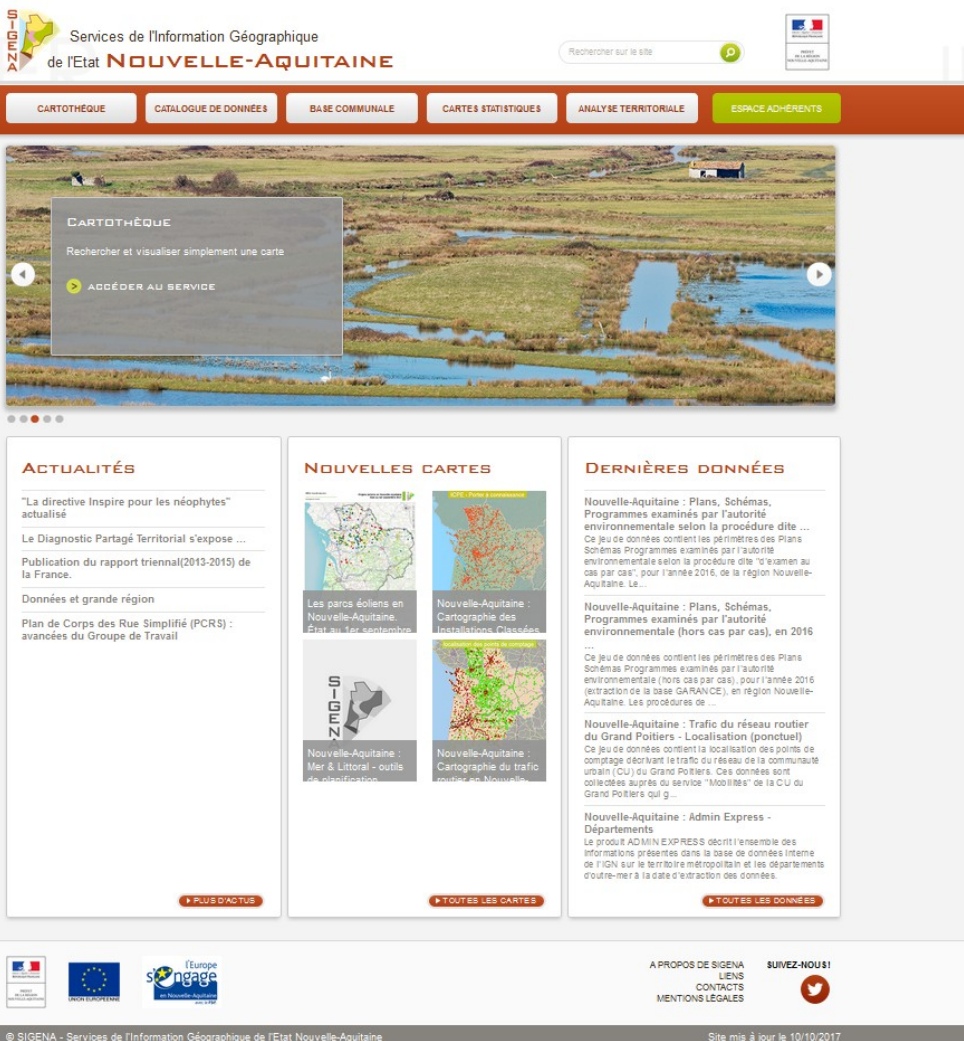 SIGENA
Services de l'Information Géographique
de l'Etat NOUVELLE-AQUITAINE
Rechercher sur le site
CARTOTHÈQUE
CATALOGUE DE DONNÉES
BASE COMMUNALE
CARTES STATISTIQUES
ANALYSE TERRITORIALE
ESPACE ADHÉRENTS
CARTOTHÈQUE
Rechercher et visualiser simplement une carte
ACCÉDER AU SERVICE
ACTUALITÉS
"La directive Inspire pour les néophytes"
actualisé
Le Diagnostic Partagé Territorial s'expose ...
Publication du rapport triennal(2013-2015) de
la France.
Données et grande région
Plan de Corps des Rue Simplifié (PCRS) :
avancées du Groupe de Travail
PLUS D'ACTUS
NOUVELLES CARTES
Les parcs éoliens en
Nouvelle-Aquitaine.
État au 1er septembre
ICPE - Porter à connaissance
Nouvelle-Aquitaine :
Cartographie des
Installations Classées
SIGENA
Nouvelle-Aquitaine :
Mer & Littoral - outils
de planification
localisation des points de comptage
Nouvelle-Aquitaine :
Cartographie du trafic
routier en Nouvelle-
TOUTES LES CARTES
DERNIÈRES DONNÉES
Nouvelle-Aquitaine : Plans, Schémas,
Programmes examinés par l'autorité
environnementale selon la procédure dite ...
Ce jeu de données contient les périmètres des Plans
Schémas Programmes examinés par l'autorité
environnementale selon la procédure dite "d'examen au
cas par cas", pour l'année 2016, de la région Nouvelle-
Aquitaine. Le...
Nouvelle-Aquitaine : Plans, Schémas,
Programmes examinés par l'autorité
environnementale (hors cas par cas), en 2016
...
Ce jeu de données contient les périmètres des Plans
Schémas Programmes examinés par l'autorité
environnementale (hors cas par cas), pour l'année 2016
(extraction de la base GARANCE), en région Nouvelle-
Aquitaine. Les procédures de ...
Nouvelle-Aquitaine : Trafic du réseau routier
du Grand Poitiers - Localisation (ponctuel)
Ce jeu de données contient la localisation des points de
comptage décrivant le trafic du réseau de la communauté
urbain (CU) du Grand Poitiers. Ces données sont
collectées auprès du service "Mobilités" de la CU du
Grand Poitiers qui g...
Nouvelle-Aquitaine : Admin Express -
Départements
Le produit ADMIN EXPRESS décrit l'ensemble des
informations présentes dans la base de données interne
de l'IGN sur le territoire métropolitain et les départements
d'outre-mer à la date d'extraction des données.
TOUTES LES DONNÉES
UNION EUROPÉENNE
l'Europe
s'engage
en Nouvelle-Aquitaine
A PROPOS DE SIGENA
LIENS
CONTACTS
MENTIONS LÉGALES
SUIVEZ-NOUS!
© SIGENA - Services de l'Information Géographique de l'Etat Nouvelle-Aquitaine
Site mis à jour le 10/10/2017